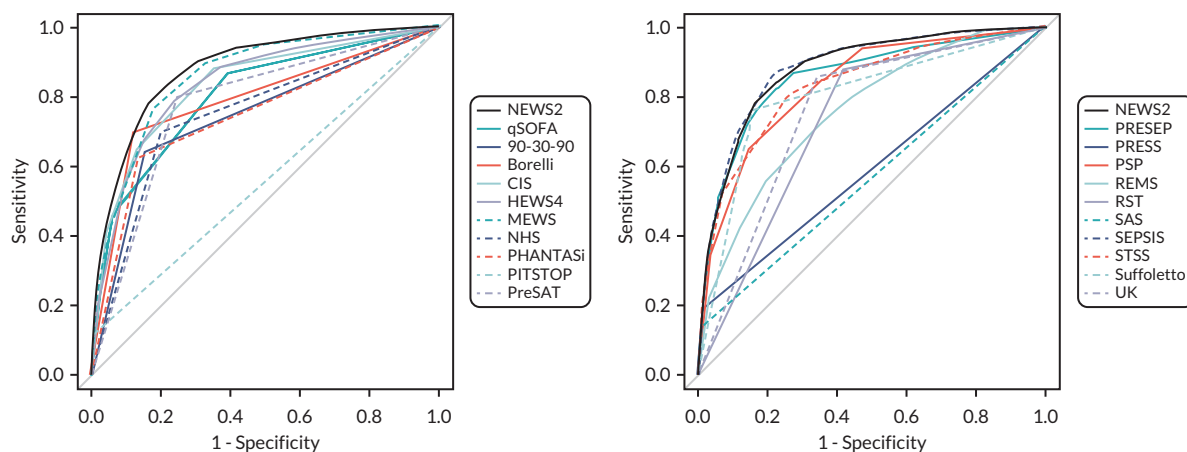 1.0
0.8
0.6
0.4
0.2
0.0
Sensitivity
0.0 0.2 0.4 0.6 0.8 1.0
1 - Specificity
NEWS2
qSOFA
90-30-90
Borelli
CIS
HEWS4
MEWS
NHS
PHANTASi
PITSTOP
PreSAT
1.0
0.8
0.6
0.4
0.2
0.0
Sensitivity
0.0 0.2 0.4 0.6 0.8 1.0
1 - Specificity
NEWS2
PRESEP
PRESS
PSP
REMS
RST
SAS
SEPSIS
STSS
Suffoletto
UK